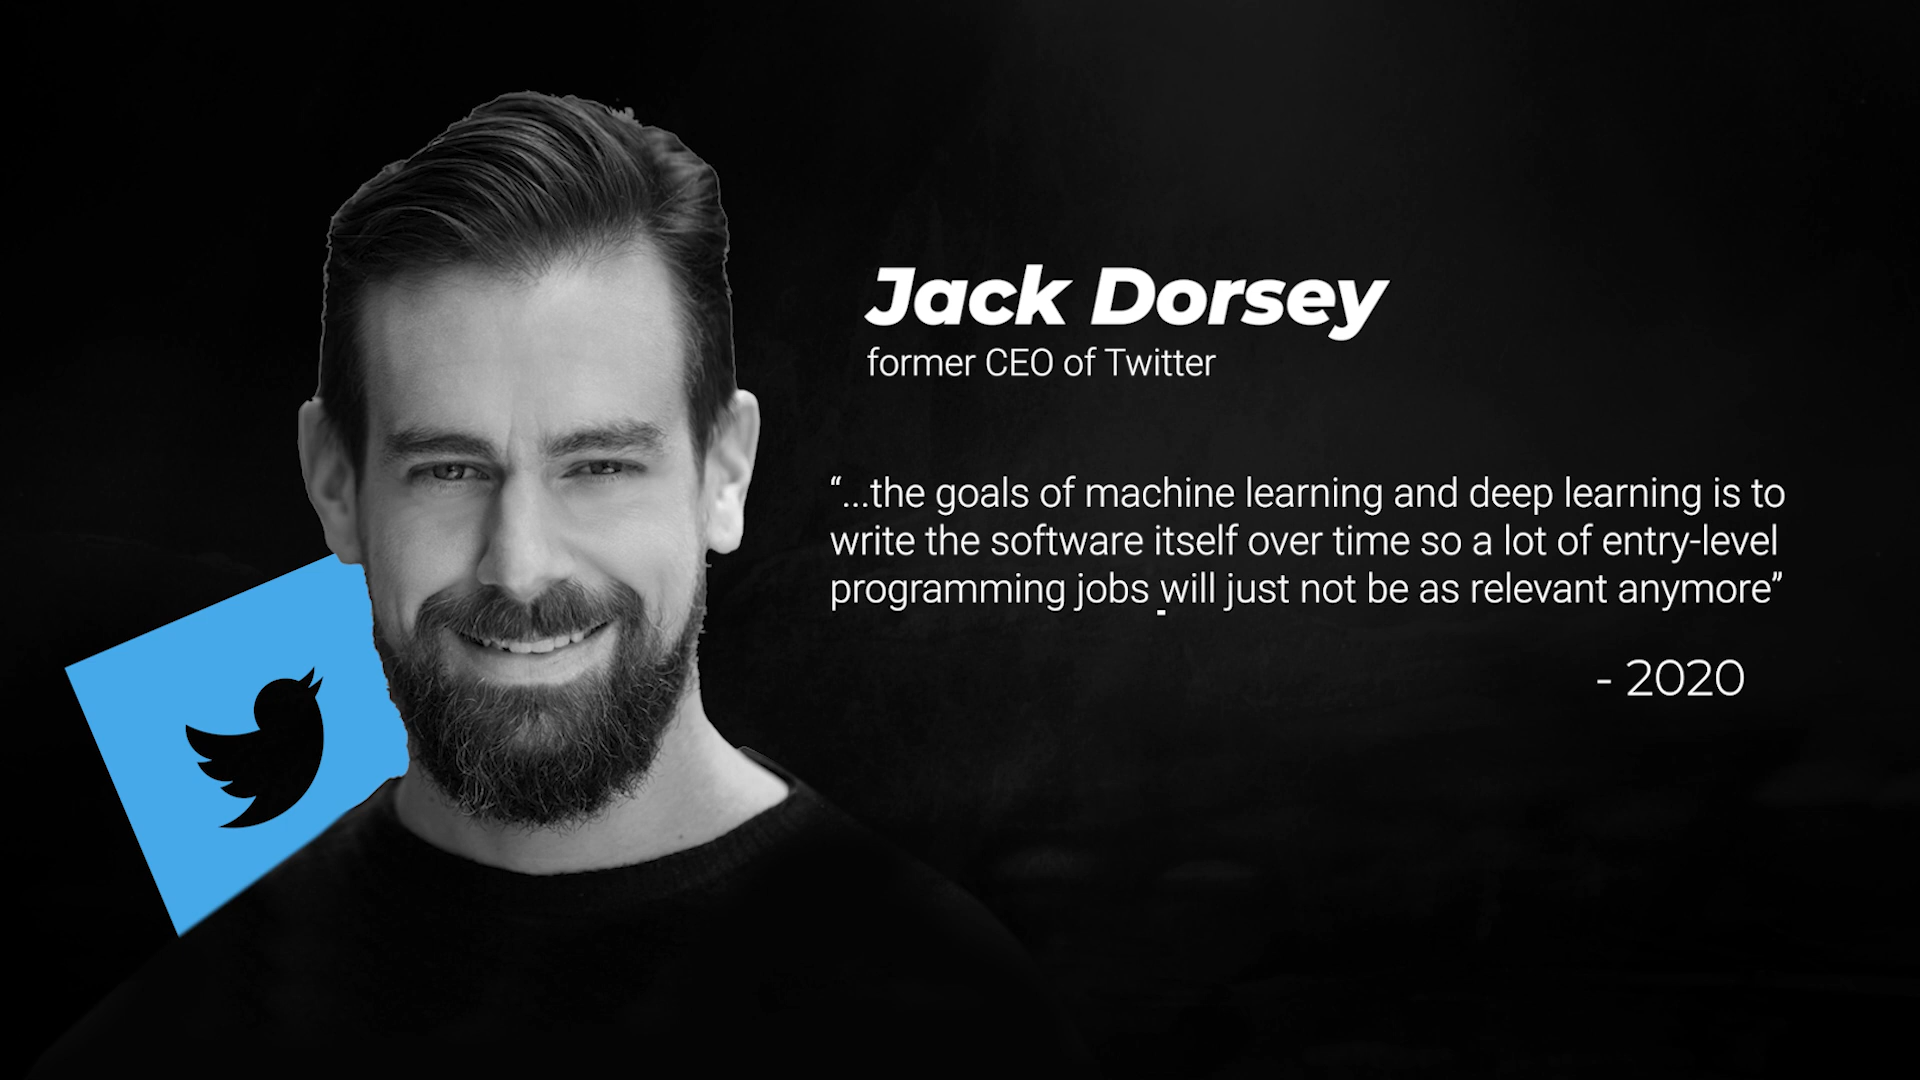 Jack Dorsey
former CEO of Twitter
“...the goals of machine learning and deep learning is to
write the software itself over time so a lot of entry-level
programming jobs will just not be as relevant anymore”
- 2020